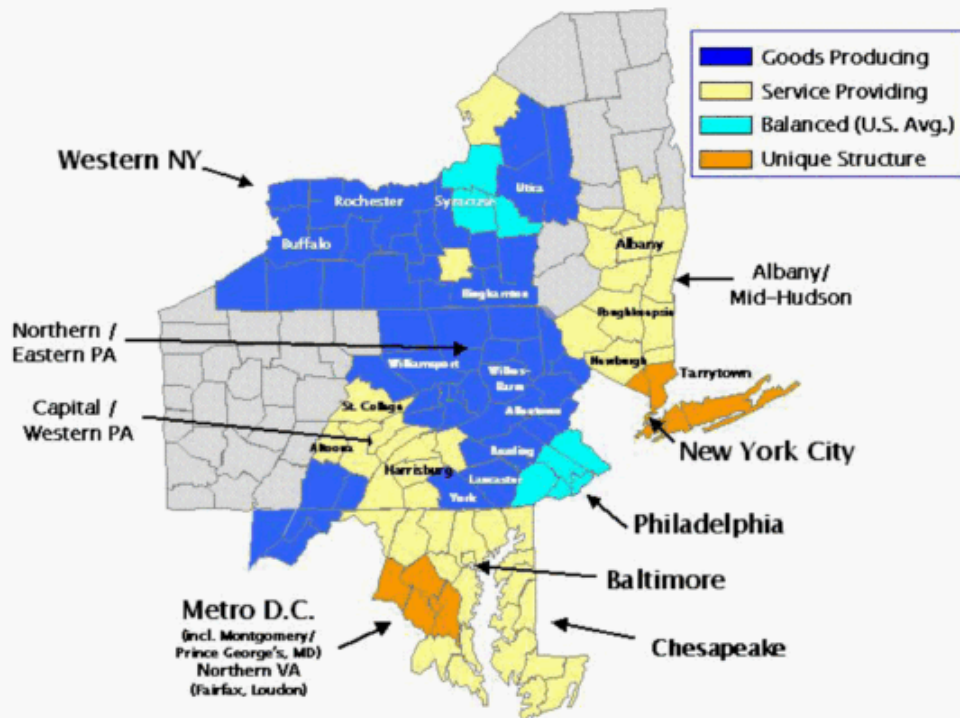 Goods Producing
Service Providing
Balanced (U.S. Avg.)
Unique Structure
Western NY
Utica
Rochester
Syracuse
Buffalo
Albany
Albany/
Mid-Hudson
Binghamton
Poughkeepsie
Northern /
Eastern PA
Williamsport
Wilkes-
Barre
Newburgh
Tarrytown
Capital /
Western PA
St. College
Allentown
New York City
Altoona
Harrisburg
Reading
Lancaster
York
Philadelphia
Baltimore
Metro D.C.
(incl. Montgomery/
Prince George's, MD)
Northern VA
(Fairfax, Loudon)
Chesapeake